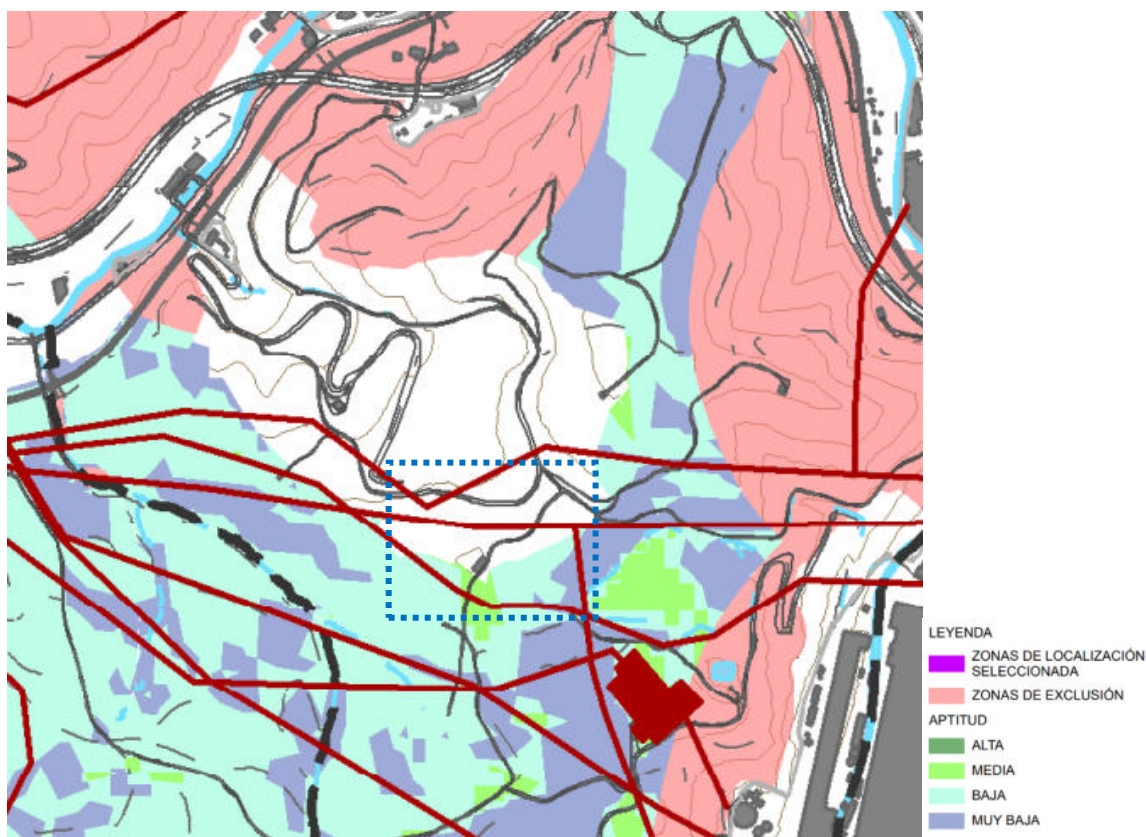 LEYENDA
ZONAS DE LOCALIZACIÓN
SELECCIONADA
ZONAS DE EXCLUSIÓN
APTITUD
ALTA
MEDIA
BAJA
MUY BAJA